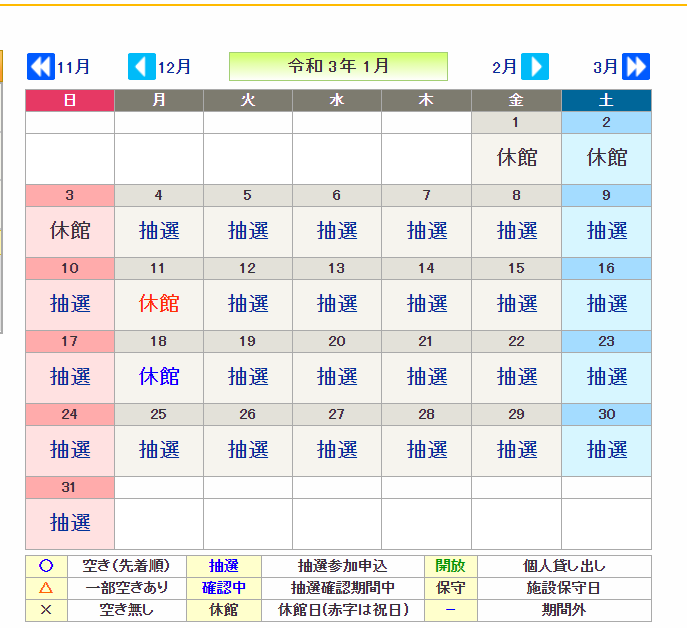 11月 12月 令和3年1月 2月 3月
日 月 火 水 木 金 土
1 2
休館 休館
3 4 5 6 7 8 9
休館 抽選 抽選 抽選 抽選 抽選 抽選
10 11 12 13 14 15 16
抽選 休館 抽選 抽選 抽選 抽選 抽選
17 18 19 20 21 22 23
抽選 休館 抽選 抽選 抽選 抽選 抽選
24 25 26 27 28 29 30
抽選 抽選 抽選 抽選 抽選 抽選 抽選
31
抽選
○ 空き(先着順) 抽選 抽選参加申込 開放 個人貸し出し
△ 一部空きあり 確認中 抽選確認期間中 保守 施設保守日
× 空き無し 休館 休館日(赤字は祝日) − 期間外